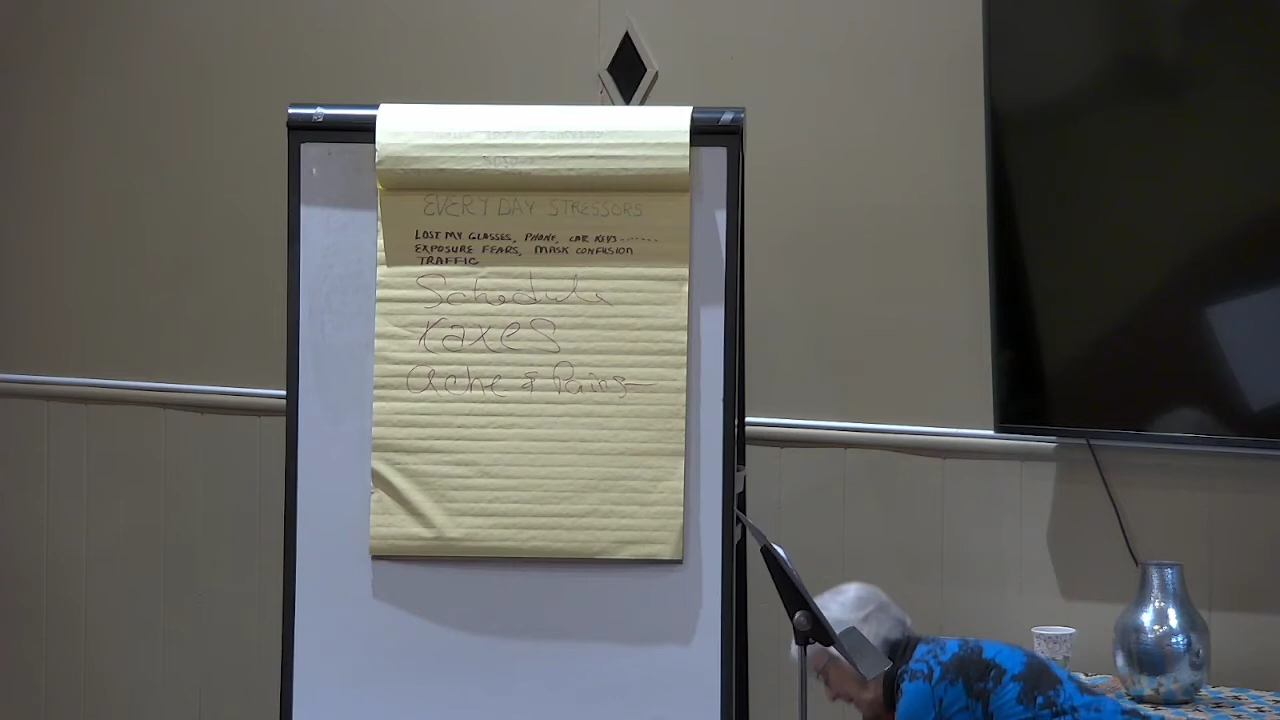 EVERY DAY STRESSORS
LOST MY GLASSES, PHONE, CAR KEYS-------
EXPOSURE FEARS, MASK CONFUSION
TRAFFIC
Schedule
Taxes
Ache & Pains